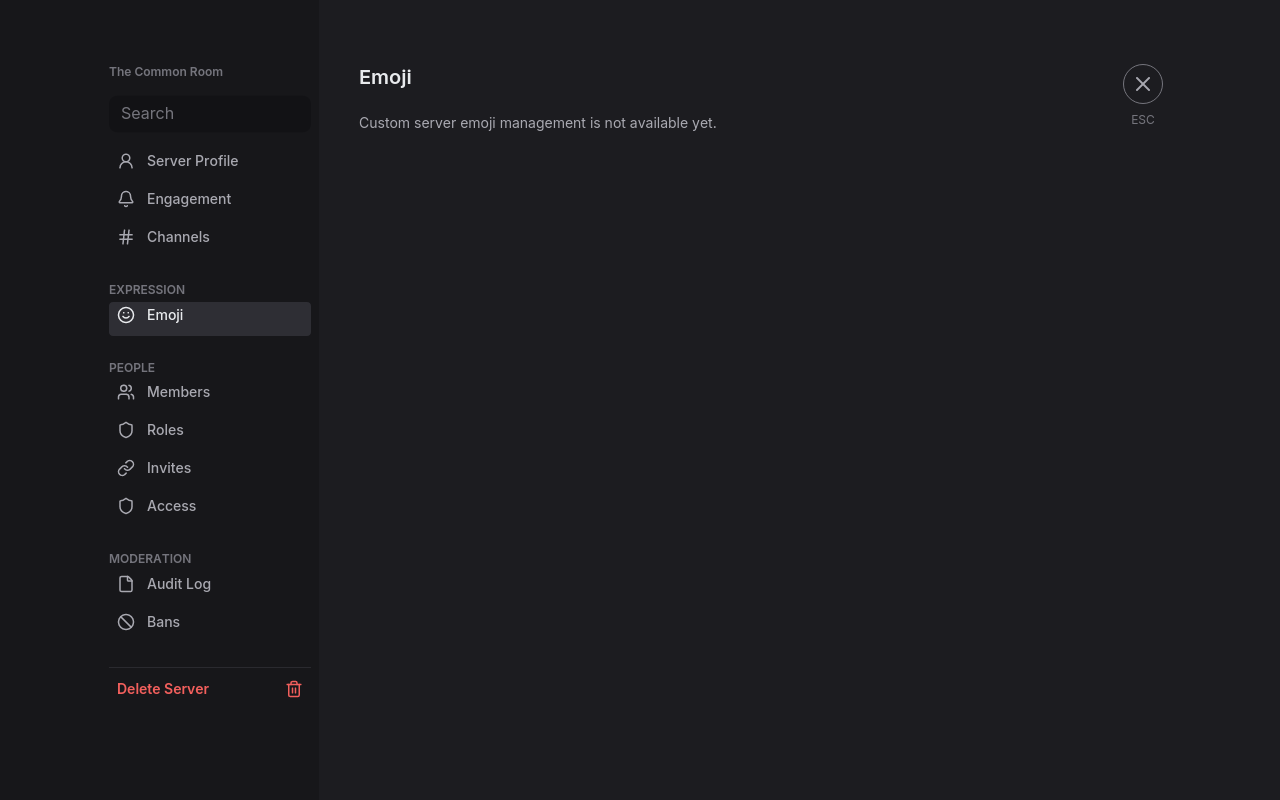 The Common Room
Search
Server Profile
Engagement
Channels
EXPRESSION
Emoji
PEOPLE
Members
Roles
Invites
Access
MODERATION
Audit Log
Bans
Delete Server
Emoji
Custom server emoji management is not available yet.
ESC